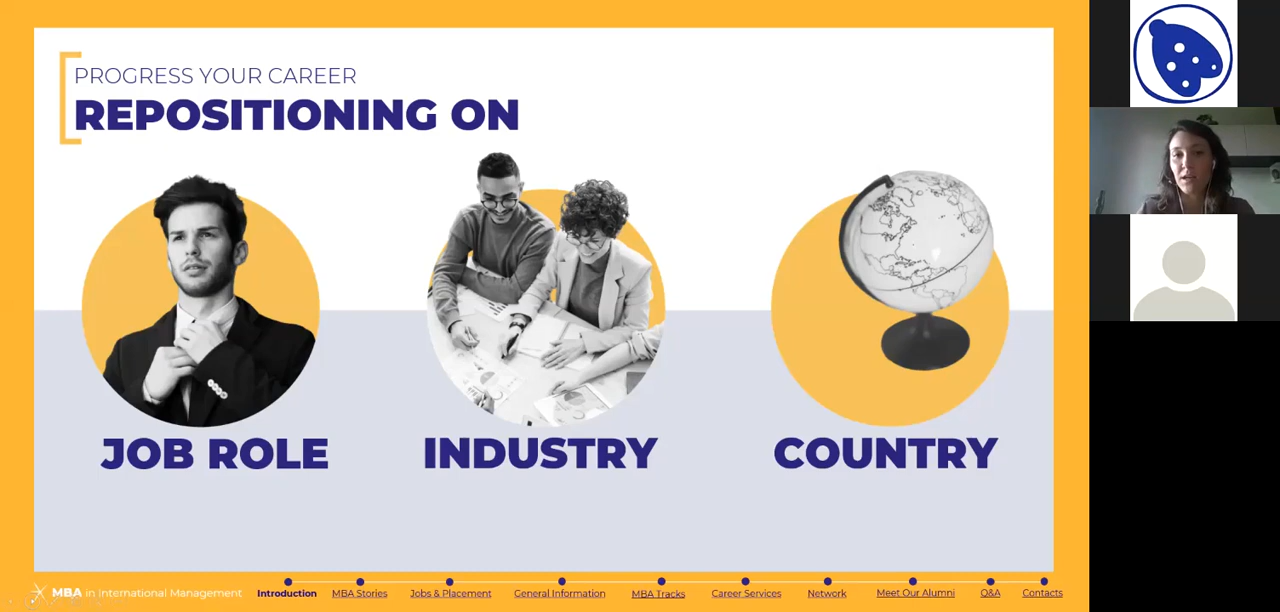 PROGRESS YOUR CAREER
REPOSITIONING ON
JOB ROLE
INDUSTRY
COUNTRY
MBA in International Management
Introduction
MBA Stories
Jobs & Placement
General Information
MBA Tracks
Career Services
Network
Meet Our Alumni
Q&A
Contacts